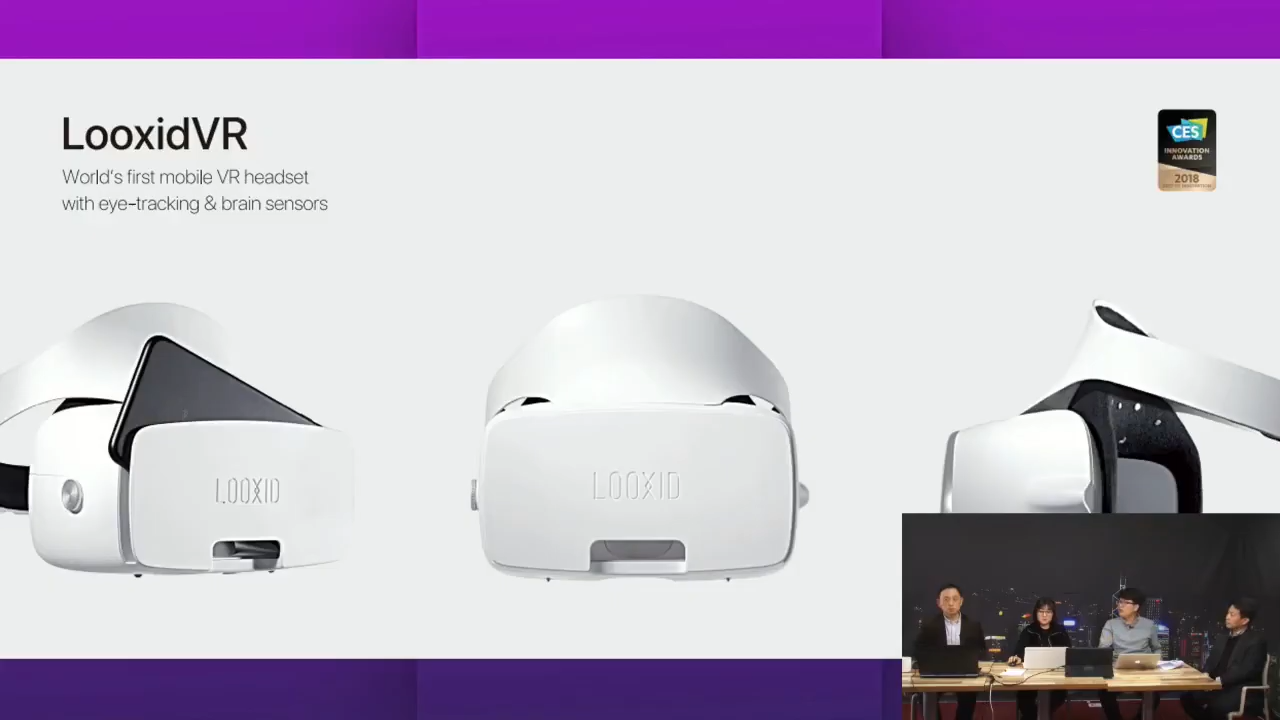 LooxidVR
World's first mobile VR headset
with eye-tracking & brain sensors
CES
INNOVATION
AWARDS
2018
LOOXID
LOOXID